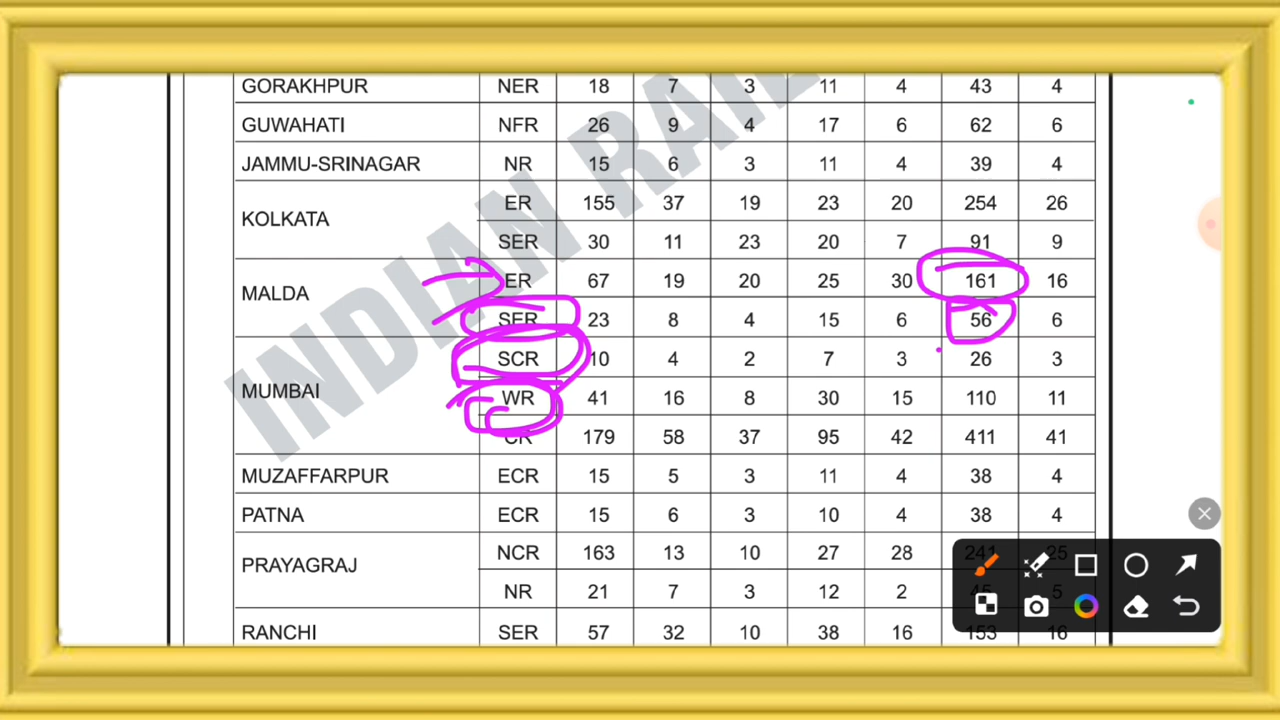 GORAKHPUR NER 18 7 3 11 4 43 4
GUWAHATI NFR 26 9 4 17 6 62 6
JAMMU-SRINAGAR NR 15 6 3 11 4 39 4
KOLKATA ER 155 37 19 23 20 254 26
SER 30 11 23 20 7 91 9
MALDA ER 67 19 20 25 30 161 16
SER 23 8 4 15 6 56 6
MUMBAI SCR 10 4 2 7 3 26 3
WR 41 16 8 30 15 110 11
CR 179 58 37 95 42 411 41
MUZAFFARPUR ECR 15 5 3 11 4 38 4
PATNA ECR 15 6 3 10 4 38 4
PRAYAGRAJ NCR 163 13 10 27 28 241 25
NR 21 7 3 12 2 45 5
RANCHI SER 57 32 10 38 16 153 16
INDIAN RAIL